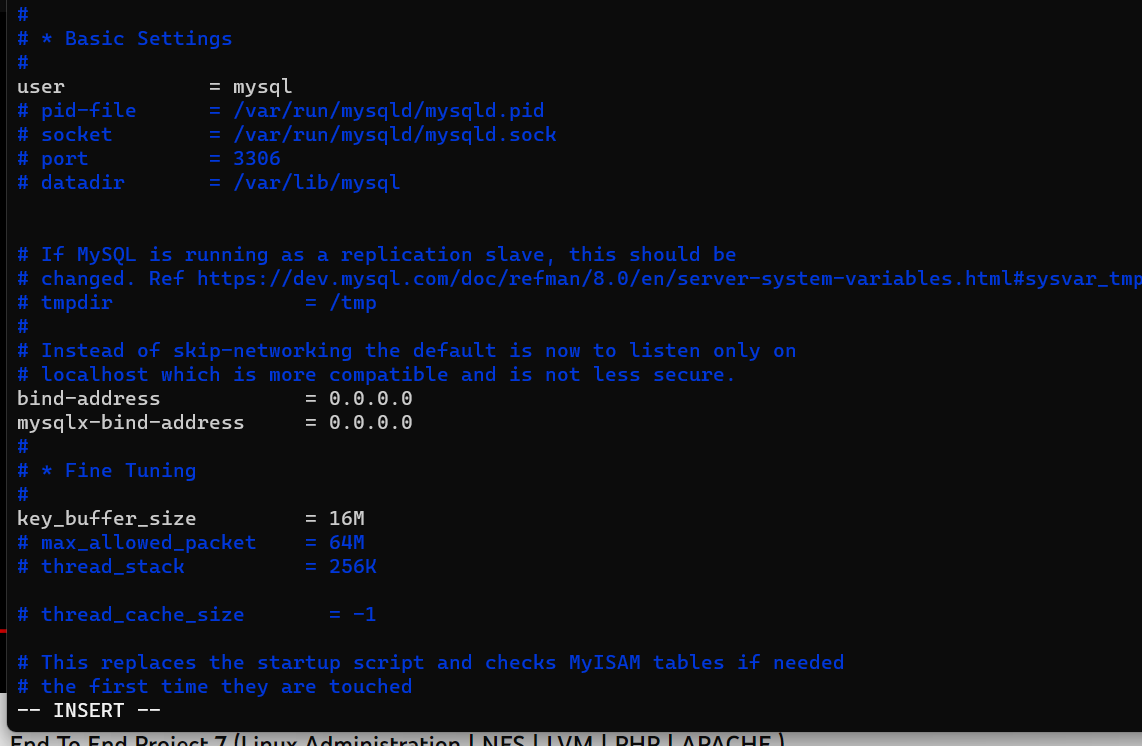 #
# * Basic Settings
#
user            = mysql
# pid-file      = /var/run/mysqld/mysqld.pid
# socket        = /var/run/mysqld/mysqld.sock
# port          = 3306
# datadir       = /var/lib/mysql
# If MySQL is running as a replication slave, this should be
# changed. Ref https://dev.mysql.com/doc/refman/8.0/en/server-system-variables.html#sysvar_tmp
# tmpdir                = /tmp
#
# Instead of skip-networking the default is now to listen only on
# localhost which is more compatible and is not less secure.
bind-address            = 0.0.0.0
mysqlx-bind-address     = 0.0.0.0
#
# * Fine Tuning
#
key_buffer_size         = 16M
# max_allowed_packet    = 64M
# thread_stack          = 256K
# thread_cache_size       = -1
# This replaces the startup script and checks MyISAM tables if needed
# the first time they are touched
-- INSERT --
End To End Project 7 (Linux Administration | NFS | LVM | PHP | APACHE )